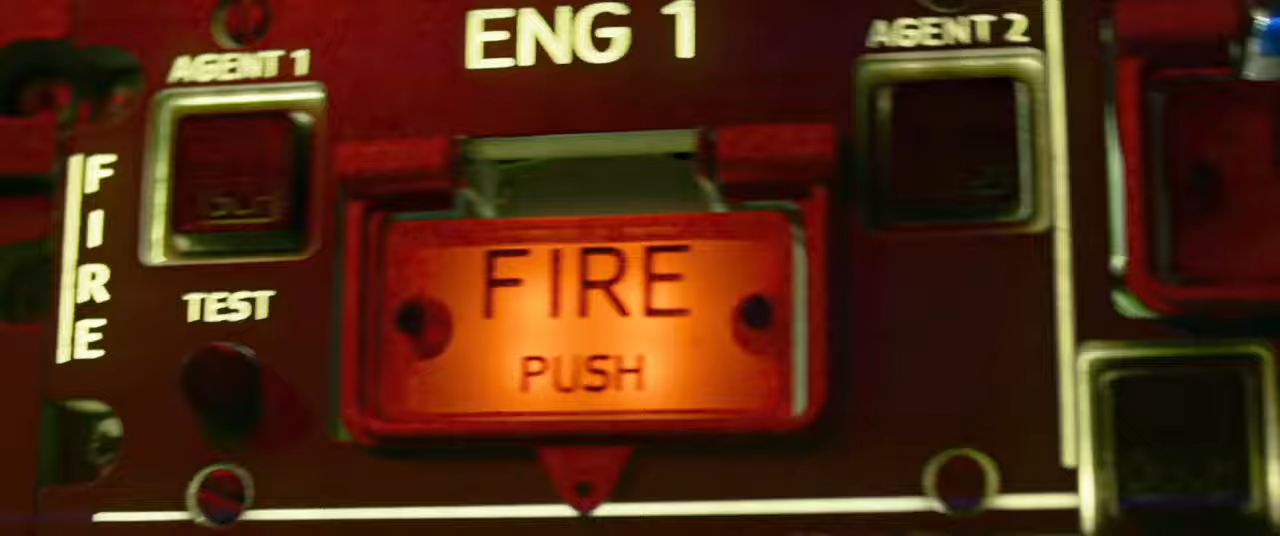 ENG 1
AGENT 1
AGENT 2
FIRE
TEST
FIRE
PUSH